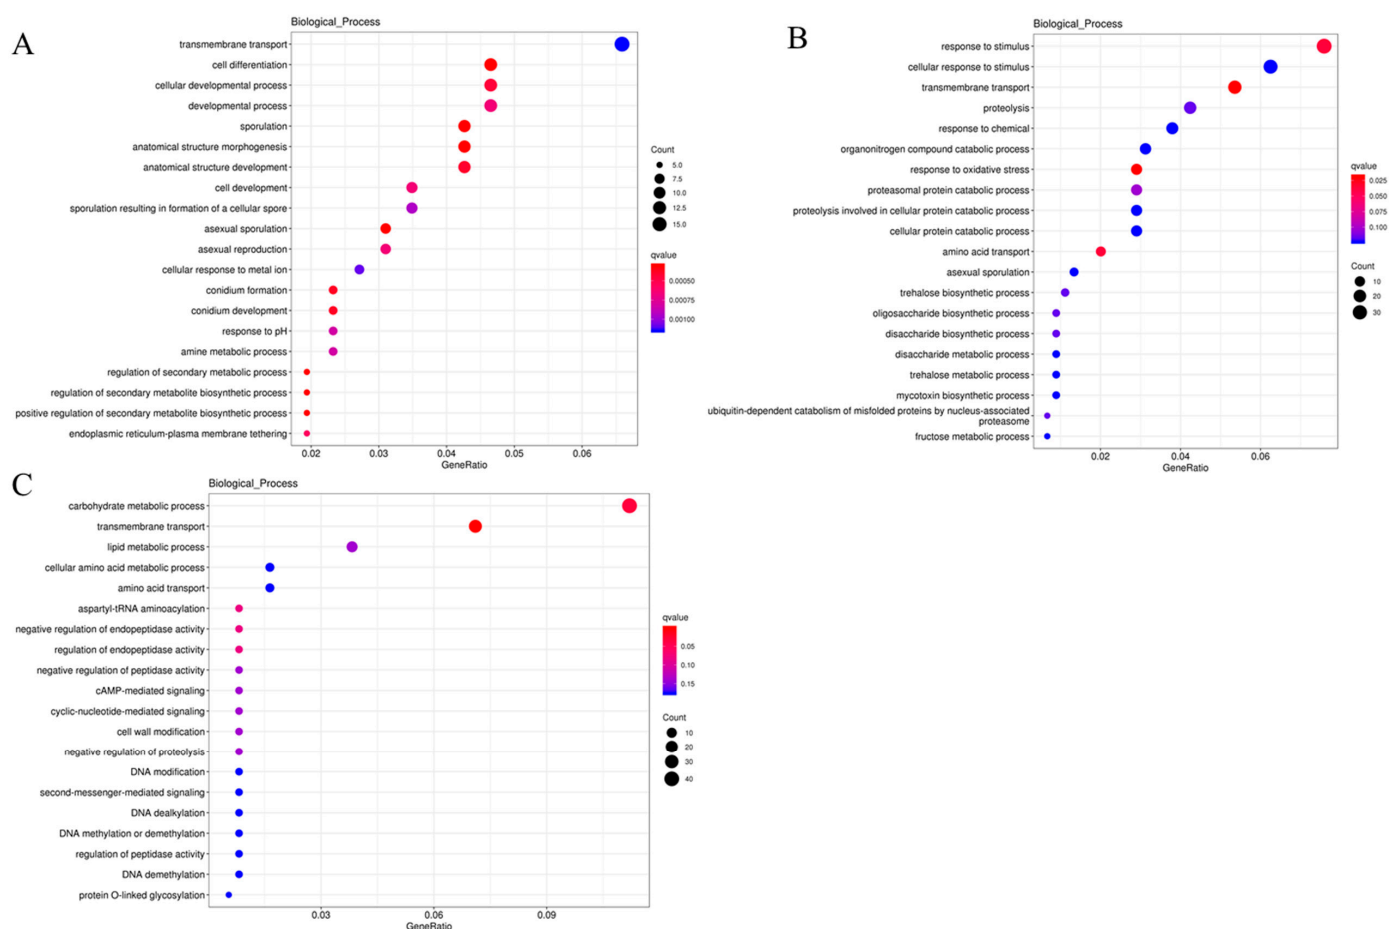 A
Biological_Process
transmembrane transport
cell differentiation
cellular developmental process
developmental process
sporulation
anatomical structure morphogenesis
anatomical structure development
cell development
sporulation resulting in formation of a cellular spore
asexual sporulation
asexual reproduction
cellular response to metal ion
conidium formation
conidium development
response to pH
amine metabolic process
regulation of secondary metabolic process
regulation of secondary metabolite biosynthetic process
positive regulation of secondary metabolite biosynthetic process
endoplasmic reticulum-plasma membrane tethering
0.02 0.03 0.04 0.05 0.06
GeneRatio
Count
5.0
7.5
10.0
12.5
15.0
qvalue
0.00050
0.00075
0.00100
B
Biological_Process
response to stimulus
cellular response to stimulus
transmembrane transport
proteolysis
response to chemical
organonitrogen compound catabolic process
response to oxidative stress
proteasomal protein catabolic process
proteolysis involved in cellular protein catabolic process
cellular protein catabolic process
amino acid transport
asexual sporulation
trehalose biosynthetic process
oligosaccharide biosynthetic process
disaccharide biosynthetic process
disaccharide metabolic process
trehalose metabolic process
mycotoxin biosynthetic process
ubiquitin-dependent catabolism of misfolded proteins by nucleus-associated
proteasome
fructose metabolic process
0.02 0.04 0.06
GeneRatio
qvalue
0.025
0.050
0.075
0.100
Count
10
20
30
C
Biological_Process
carbohydrate metabolic process
transmembrane transport
lipid metabolic process
cellular amino acid metabolic process
amino acid transport
aspartyl-tRNA aminoacylation
negative regulation of endopeptidase activity
regulation of endopeptidase activity
negative regulation of peptidase activity
cAMP-mediated signaling
cyclic-nucleotide-mediated signaling
cell wall modification
negative regulation of proteolysis
DNA modification
second-messenger-mediated signaling
DNA dealkylation
DNA methylation or demethylation
regulation of peptidase activity
DNA demethylation
protein O-linked glycosylation
0.03 0.06 0.09
GeneRatio
qvalue
0.05
0.10
0.15
Count
10
20
30
40